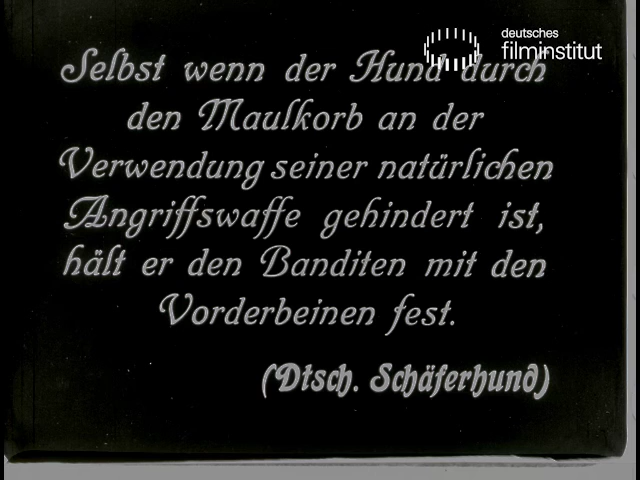 deutsches
filminstitut
Selbst wenn der Hund durch
den Maulkorb an der
Verwendung seiner natürlichen
Angriffswaffe gehindert ist,
hält er den Banditen mit den
Vorderbeinen fest.
(Dtsch. Schäferhund)